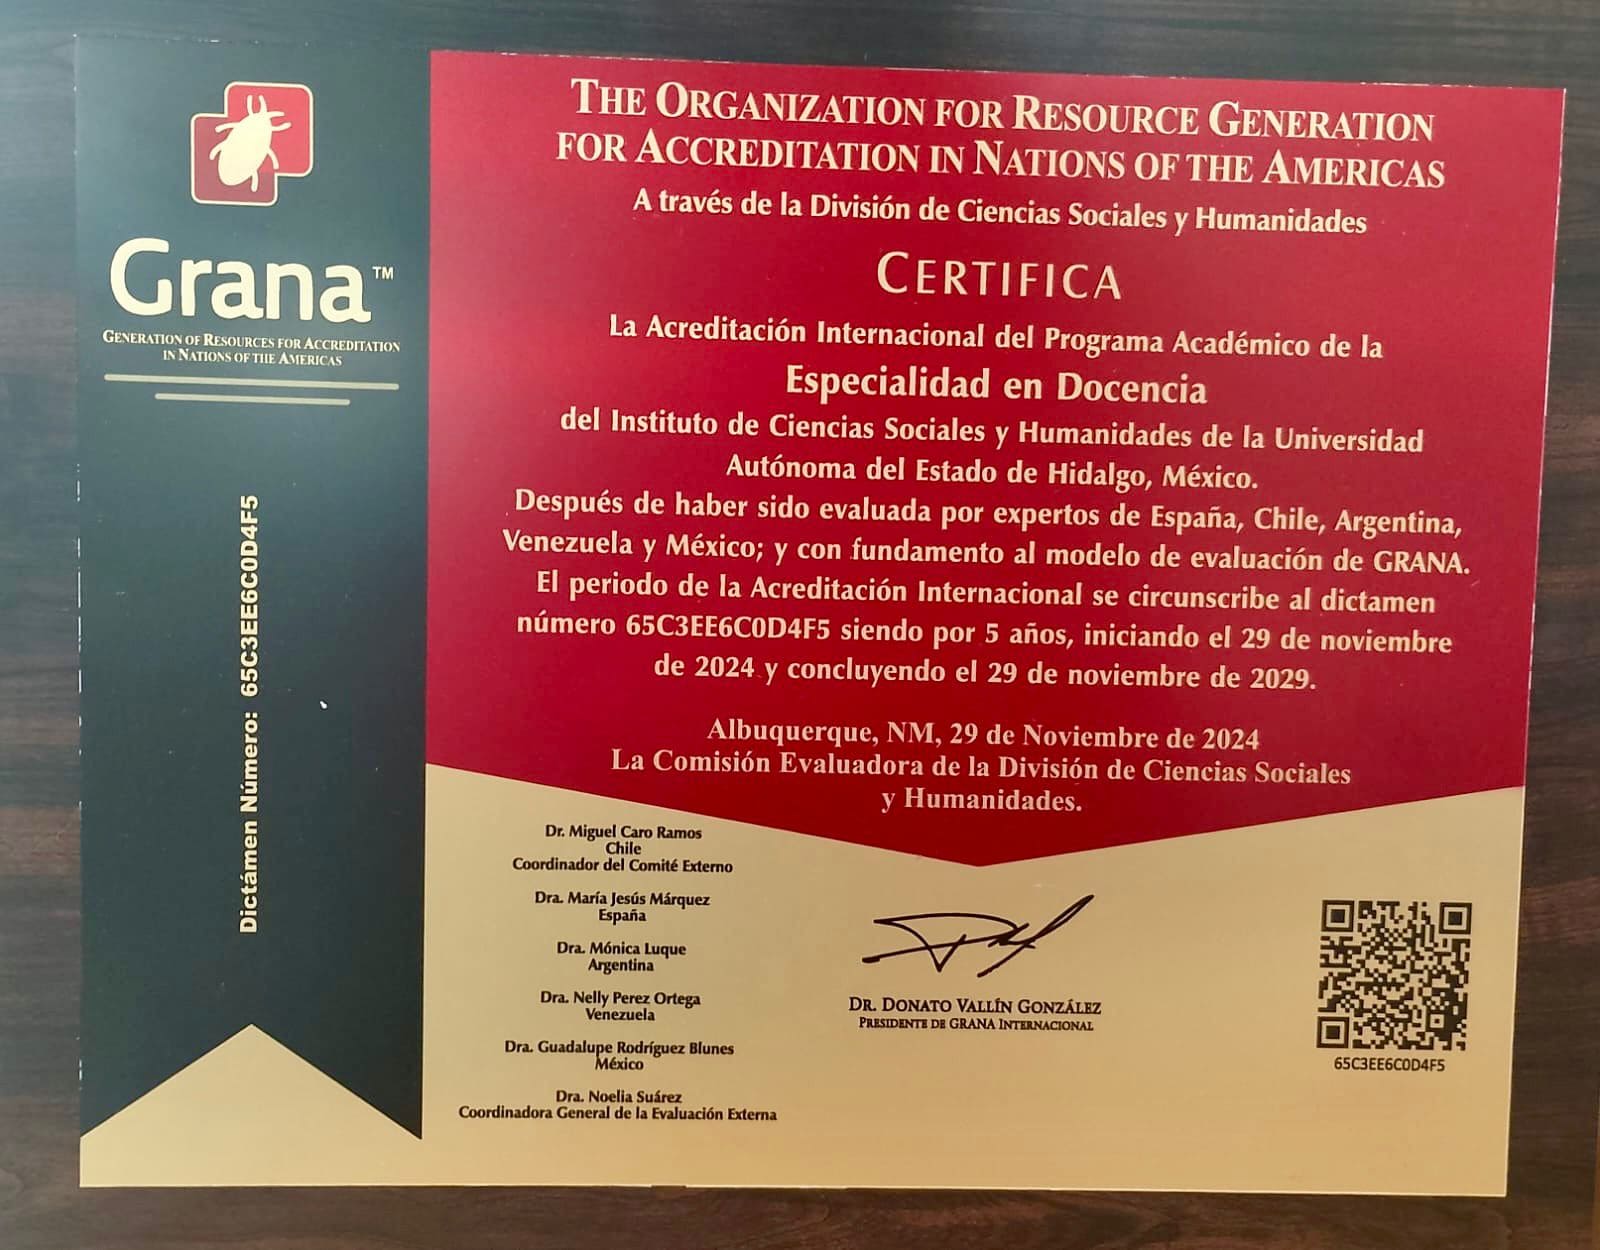 Grana™
GENERATION OF RESOURCES FOR ACCREDITATION
IN NATIONS OF THE AMERICAS
Dictámen Número: 65C3EE6C0D4F5
THE ORGANIZATION FOR RESOURCE GENERATION
FOR ACCREDITATION IN NATIONS OF THE AMERICAS
A través de la División de Ciencias Sociales y Humanidades
CERTIFICA
La Acreditación Internacional del Programa Académico de la
Especialidad en Docencia
del Instituto de Ciencias Sociales y Humanidades de la Universidad
Autónoma del Estado de Hidalgo, México.
Después de haber sido evaluada por expertos de España, Chile, Argentina,
Venezuela y México; y con fundamento al modelo de evaluación de GRANA.
El periodo de la Acreditación Internacional se circunscribe al dictamen
número 65C3EE6C0D4F5 siendo por 5 años, iniciando el 29 de noviembre
de 2024 y concluyendo el 29 de noviembre de 2029.
Albuquerque, NM, 29 de Noviembre de 2024
La Comisión Evaluadora de la División de Ciencias Sociales
y Humanidades.
Dr. Miguel Caro Ramos
Chile
Coordinador del Comité Externo
Dra. María Jesús Márquez
España
Dra. Mónica Luque
Argentina
Dra. Nelly Perez Ortega
Venezuela
Dra. Guadalupe Rodríguez Blunes
México
Dra. Noelia Suárez
Coordinadora General de la Evaluación Externa
DR. DONATO VALLÍN GONZÁLEZ
PRESIDENTE DE GRANA INTERNACIONAL
65C3EE6C0D4F5